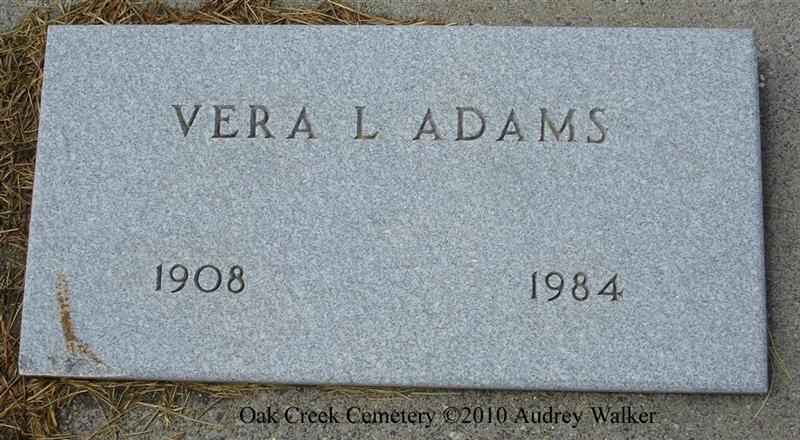 VERA L ADAMS
1908 1984
Oak Creek Cemetery ©2010 Audrey Walker